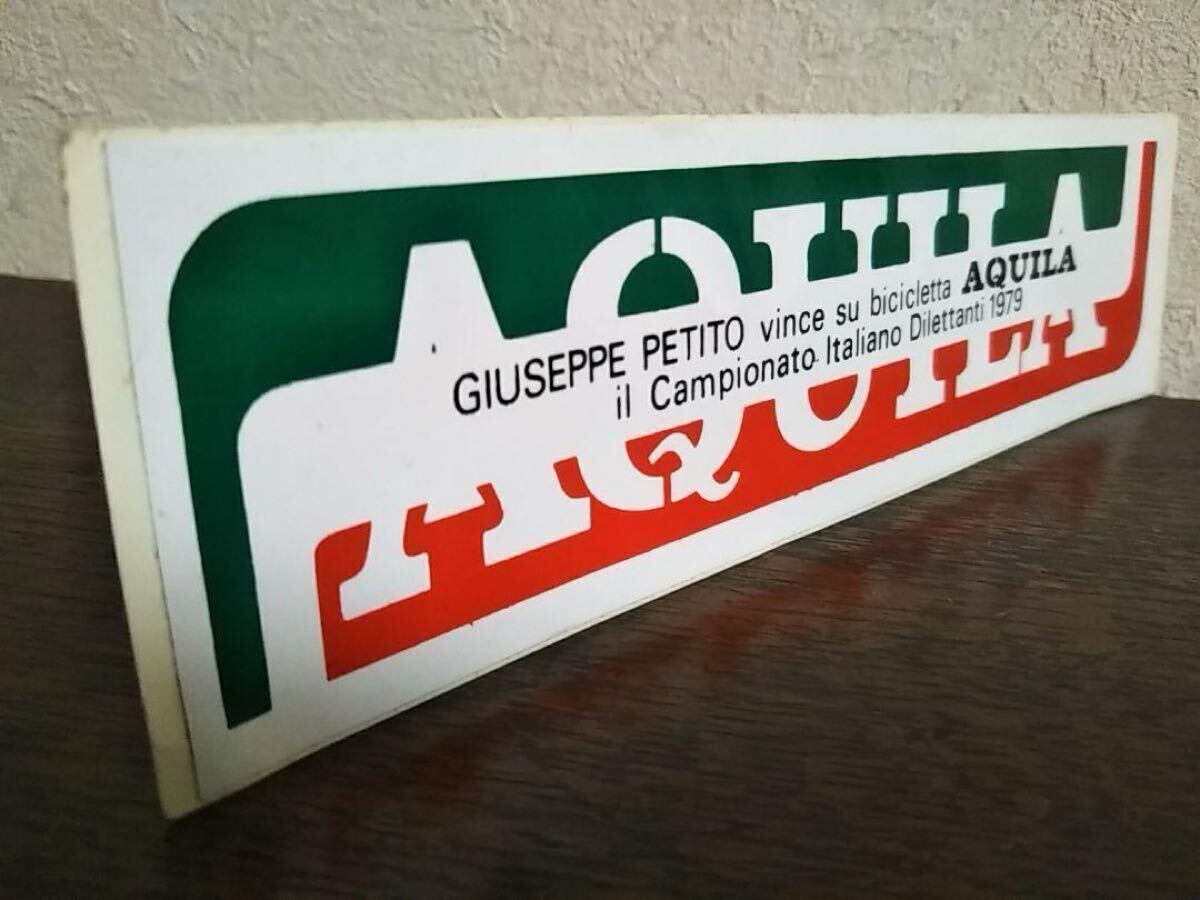 AQUILA
GIUSEPPE PETITO vince su bicicletta AQUILA
il Campionato Italiano Dilettanti 1979